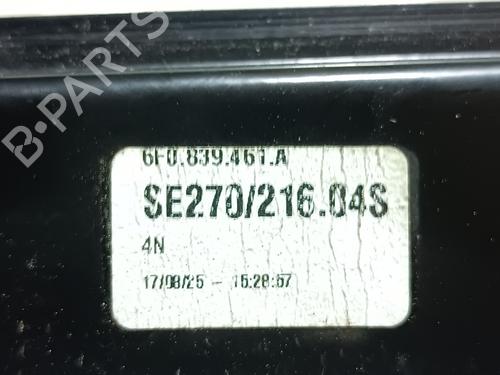 B-PARTS
6F0.839.461.A
SE270/216.04S
4N
17/08/25 - 15:28:57